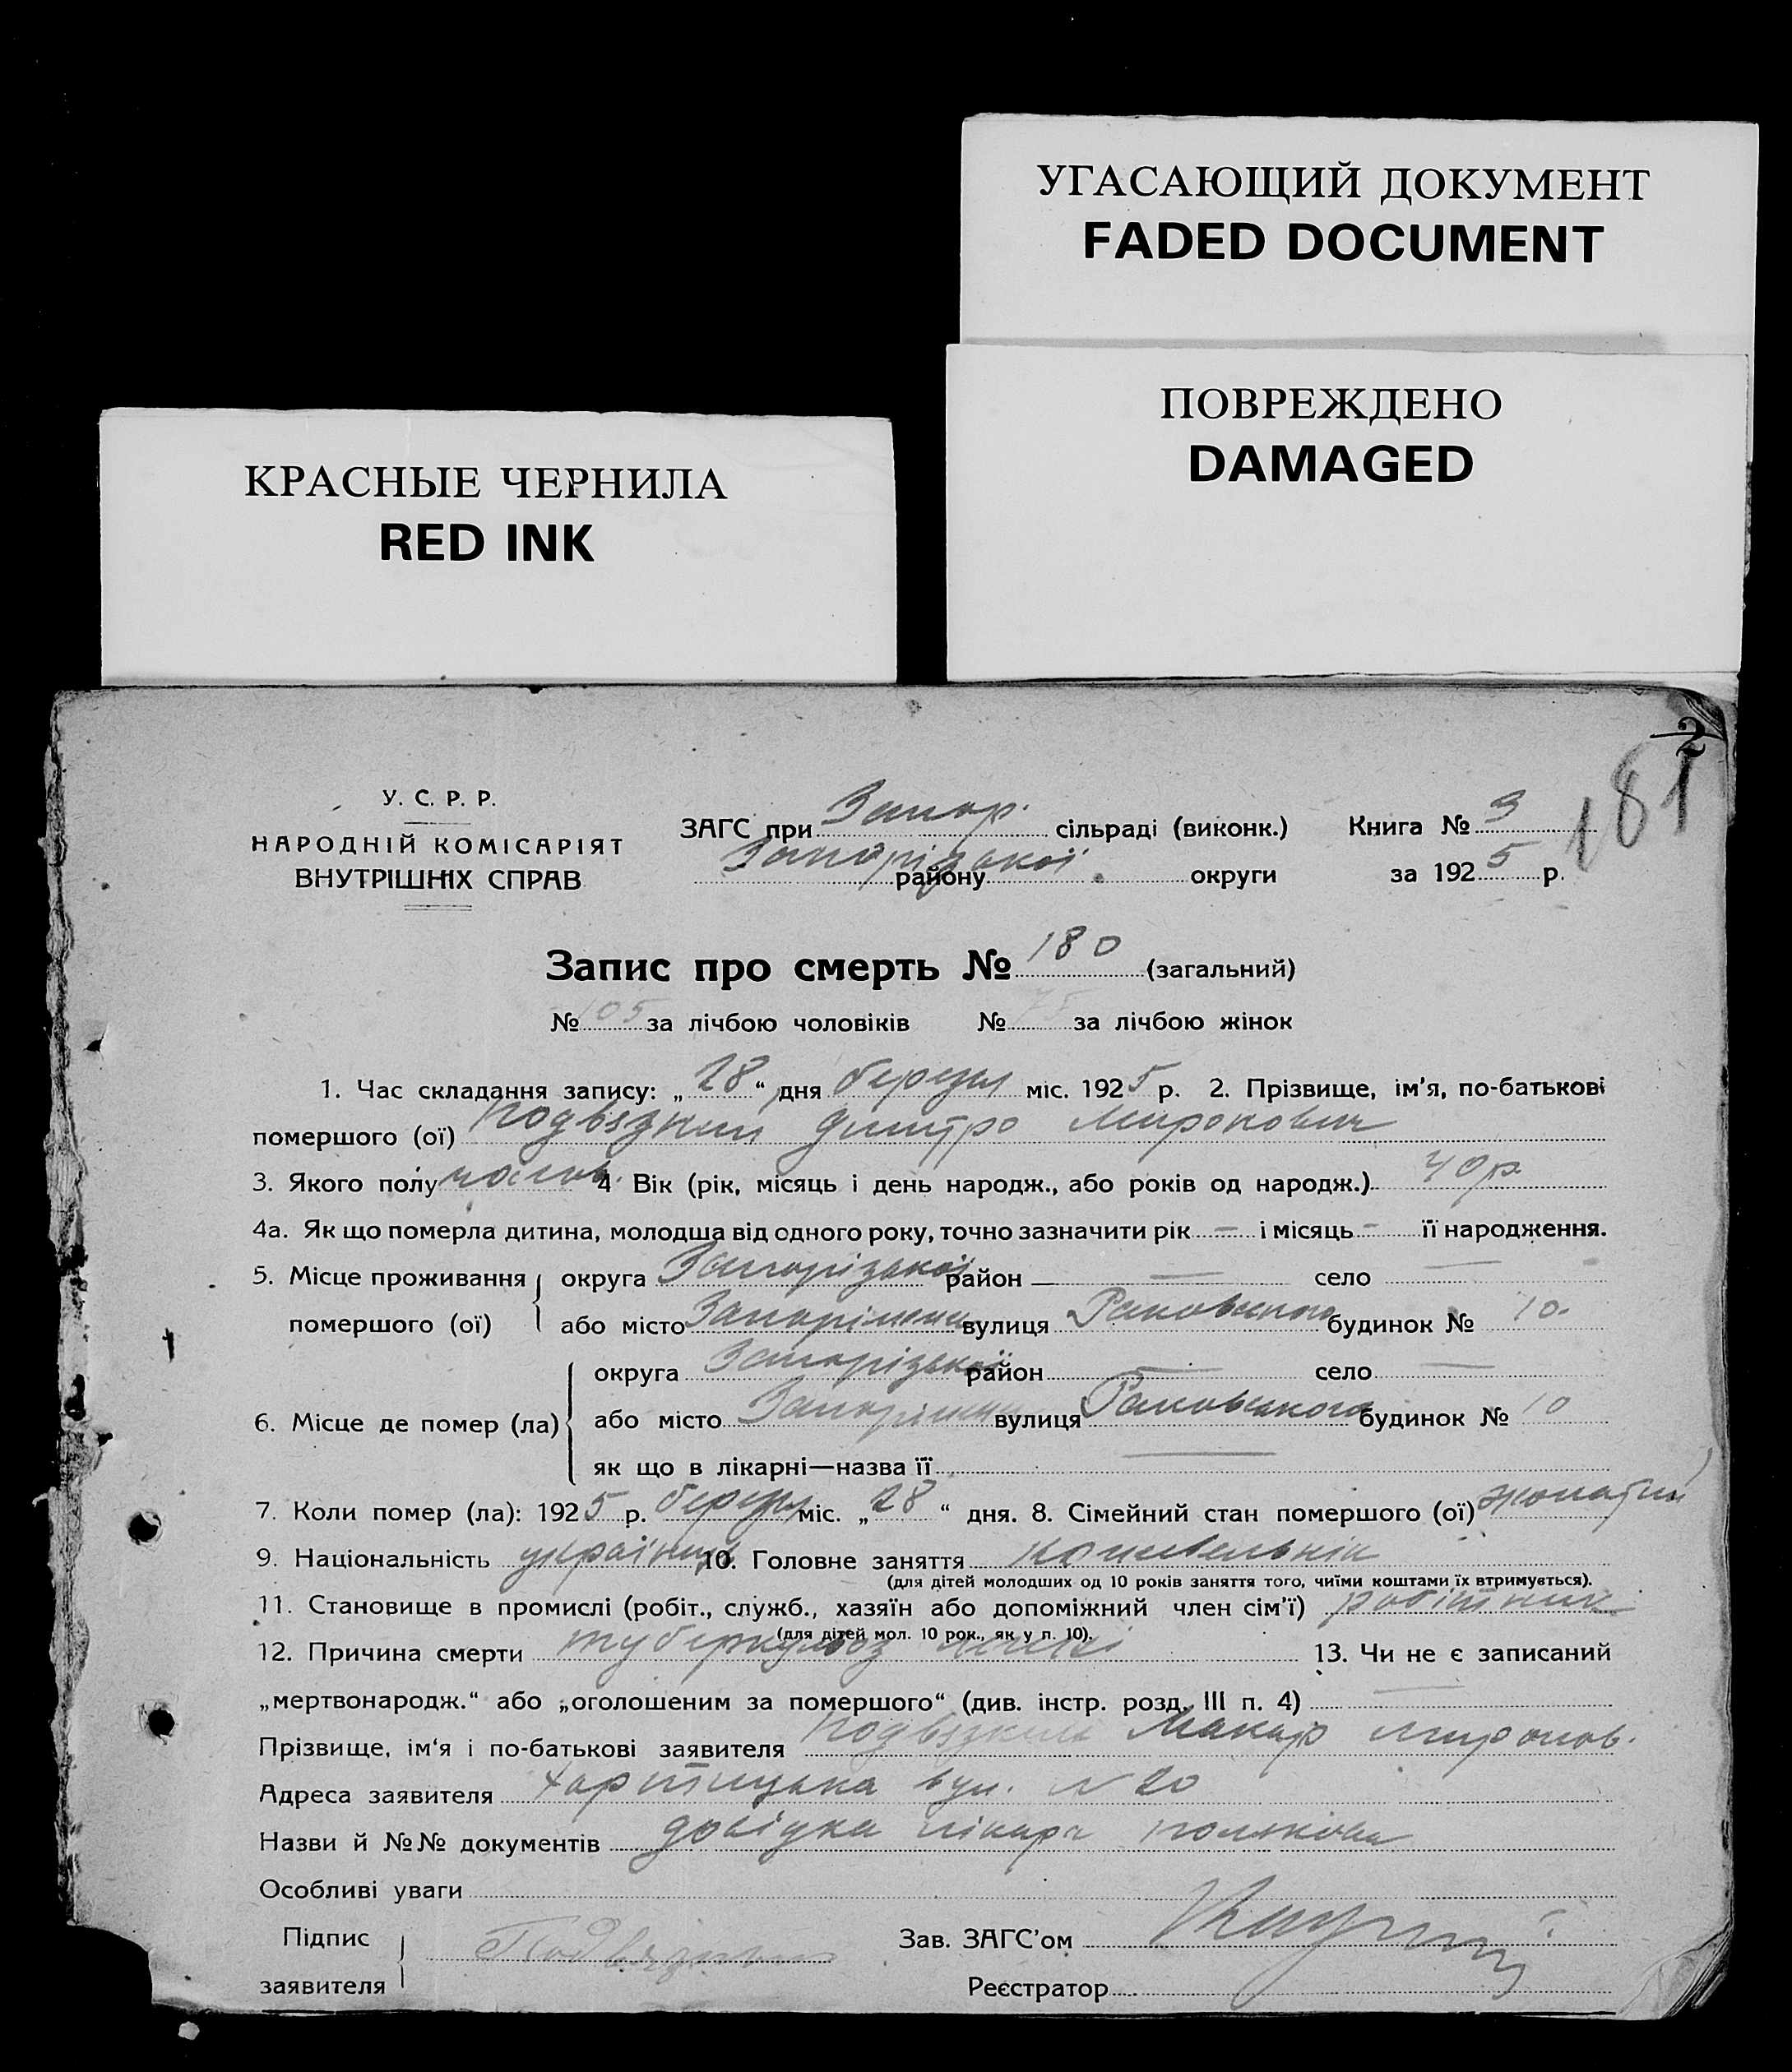 УГАСАЮЩИЙ ДОКУМЕНТ
FADED DOCUMENT
ПОВРЕЖДЕНО
DAMAGED
КРАСНЫЕ ЧЕРНИЛА
RED INK
2
181
У. С. Р. Р.
НАРОДНІЙ КОМІСАРІЯТ
ВНУТРІШНІХ СПРАВ
ЗАГС при Запор. сільраді (виконк.) Книга № 3
Запорізької району округи за 1925 р.
Запис про смерть № 180 (загальний)
№ 105 за лічбою чоловіків № 75 за лічбою жінок
1. Час складання запису: „28“ дня березня міс. 1925 р. 2. Прізвище, ім'я, по-батькові
помершого (ої) Подвязкин Дмитро Миронович
3. Якого полу чолов. 4 Вік (рік, місяць і день народж., або років од народж.) 40 р.
4а. Як що померла дитина, молодша від одного року, точно зазначити рік — і місяць — її народження.
5. Місце проживання округа Запорізької район — село —
помершого (ої) або місто Запоріжжя вулиця Раковського будинок № 10.
округа Запорізької район — село —
6. Місце де помер (ла) або місто Запоріжжя вулиця Раковського будинок № 10
як що в лікарні—назва її —
7. Коли помер (ла): 1925 р. березня міс. „28“ дня. 8. Сімейний стан помершого (ої) жонатий
9. Національність українець 10. Головне заняття
(для дітей молодших од 10 років заняття того, чиїми коштами їх втримується).
11. Становище в промислі (робіт., служб., хазяїн або допоміжний член сім'ї) робітник
(для дітей мол. 10 рок., як у п. 10).
12. Причина смерти туберкульоз 13. Чи не є записаний
„мертвонародж.“ або „оголошеним за помершого“ (див. інстр. розд. III п. 4) —
Прізвище, ім'я і по-батькові заявителя Подвязкин Макар Миронов.
Адреса заявителя Хортицька вул. № 20
Назви й №№ документів довідка лікаря Полякова
Особливі уваги
Підпис
заявителя
Зав. ЗАГС'ом
Реєстратор